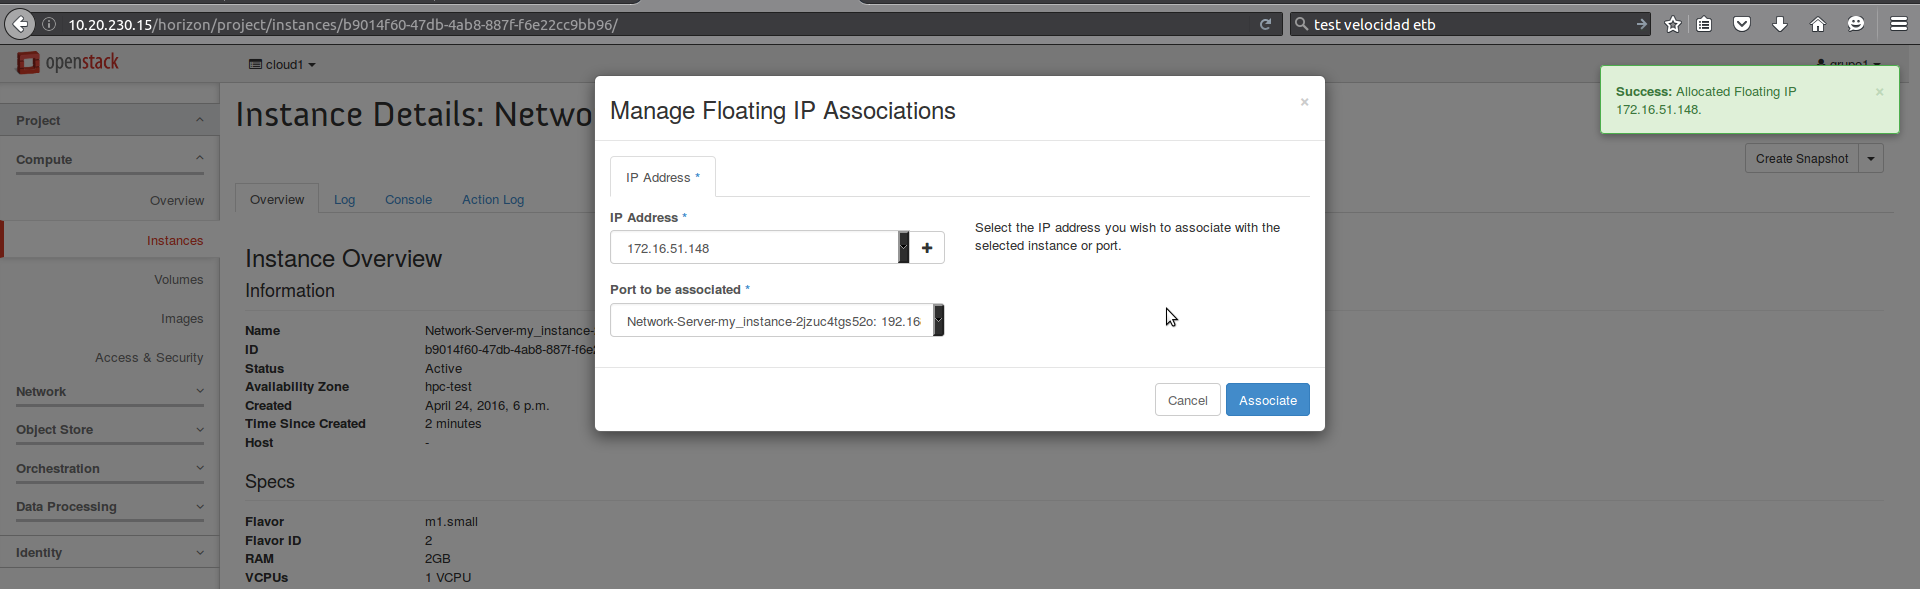 10.20.230.15/horizon/project/instances/b9014f60-47db-4ab8-887f-f6e22cc9bb96/
test velocidad etb
openstack
cloud1
grupo1
Success: Allocated Floating IP
172.16.51.148.
×
Project
Compute
Overview
Instances
Volumes
Images
Access & Security
Network
Object Store
Orchestration
Data Processing
Identity
Instance Details: Netwo
Create Snapshot
Overview
Log
Console
Action Log
Instance Overview
Information
Name Network-Server-my_instance-
ID b9014f60-47db-4ab8-887f-f6e2
Status Active
Availability Zone hpc-test
Created April 24, 2016, 6 p.m.
Time Since Created 2 minutes
Host -
Specs
Flavor m1.small
Flavor ID 2
RAM 2GB
VCPUs 1 VCPU
Manage Floating IP Associations
×
IP Address *
IP Address *
172.16.51.148
+
Select the IP address you wish to associate with the
selected instance or port.
Port to be associated *
Network-Server-my_instance-2jzuc4tgs52o: 192.16
Cancel
Associate